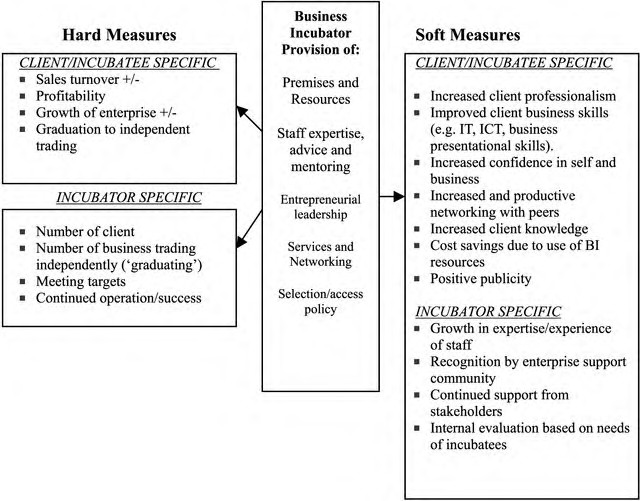 Hard Measures
CLIENT/INCUBATEE SPECIFIC
Sales turnover +/-
Profitability
Growth of enterprise +/-
Graduation to independent
trading
INCUBATOR SPECIFIC
Number of client
Number of business trading
independently (‘graduating’)
Meeting targets
Continued operation/success
Business
Incubator
Provision of:
Premises and
Resources
Staff expertise,
advice and
mentoring
Entrepreneurial
leadership
Services and
Networking
Selection/access
policy
Soft Measures
CLIENT/INCUBATEE SPECIFIC
Increased client professionalism
Improved client business skills
(e.g. IT, ICT, business
presentational skills).
Increased confidence in self and
business
Increased and productive
networking with peers
Increased client knowledge
Cost savings due to use of BI
resources
Positive publicity
INCUBATOR SPECIFIC
Growth in expertise/experience
of staff
Recognition by enterprise support
community
Continued support from
stakeholders
Internal evaluation based on needs
of incubatees